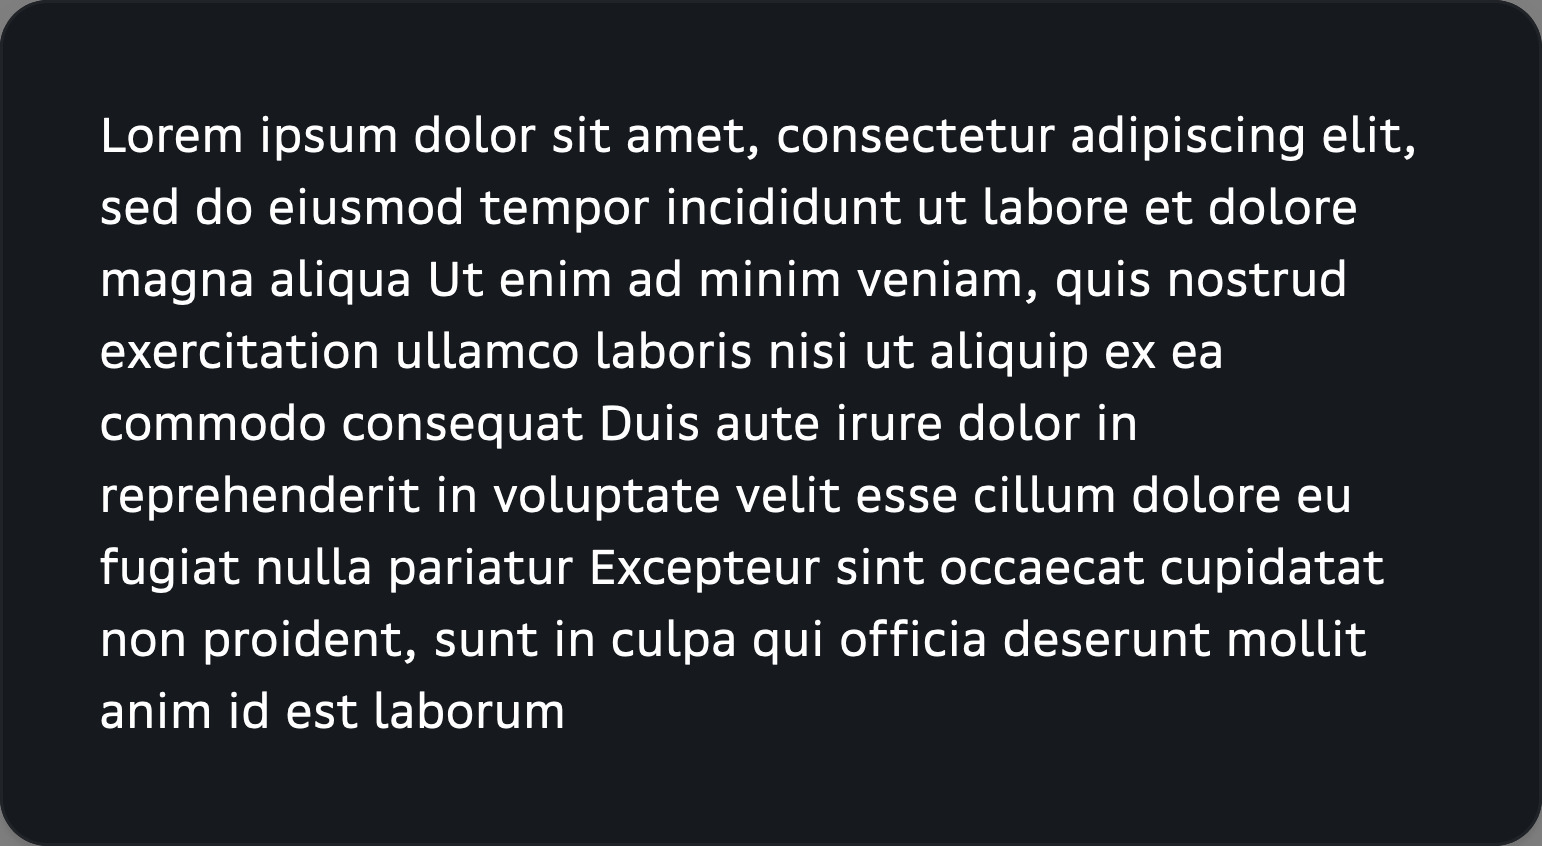 Lorem ipsum dolor sit amet, consectetur adipiscing elit,
sed do eiusmod tempor incididunt ut labore et dolore
magna aliqua Ut enim ad minim veniam, quis nostrud
exercitation ullamco laboris nisi ut aliquip ex ea
commodo consequat Duis aute irure dolor in
reprehenderit in voluptate velit esse cillum dolore eu
fugiat nulla pariatur Excepteur sint occaecat cupidatat
non proident, sunt in culpa qui officia deserunt mollit
anim id est laborum